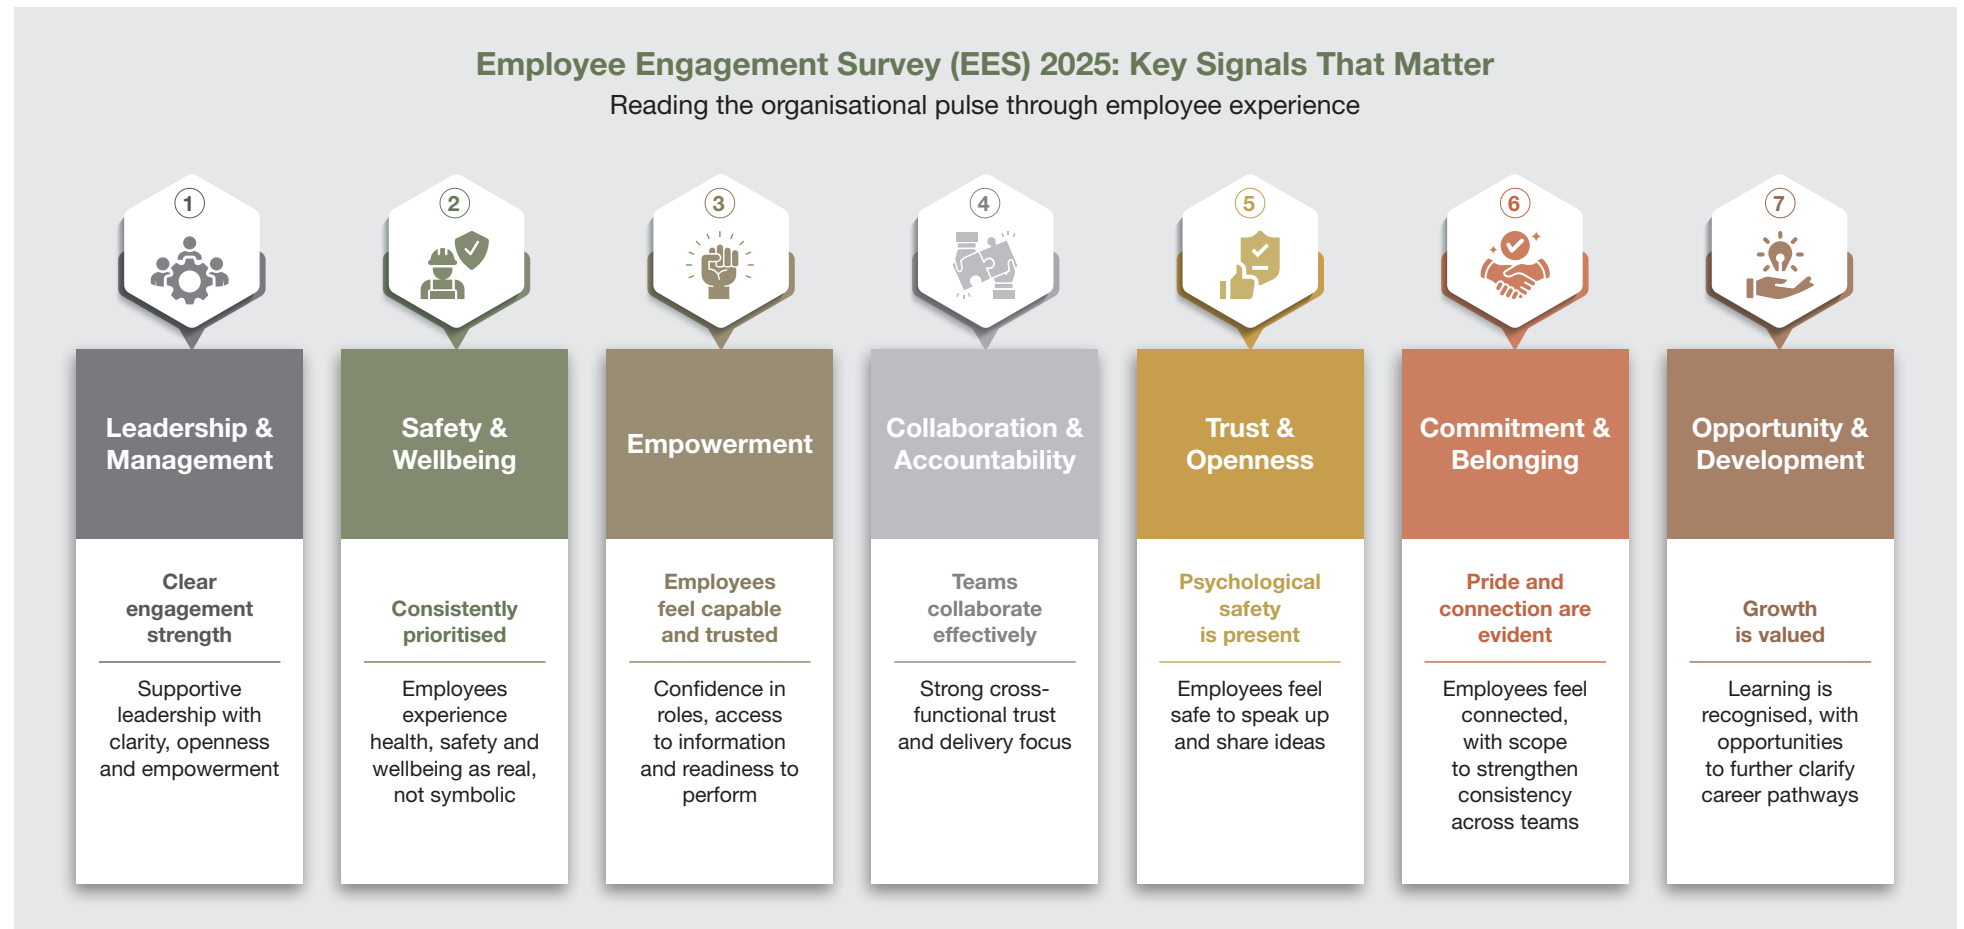 Employee Engagement Survey (EES) 2025: Key Signals That Matter
Reading the organisational pulse through employee experience
1
Leadership &
Management
Clear
engagement
strength
Supportive
leadership with
clarity, openness
and empowerment
2
Safety &
Wellbeing
Consistently
prioritised
Employees
experience
health, safety and
wellbeing as real,
not symbolic
3
Empowerment
Employees
feel capable
and trusted
Confidence in
roles, access
to information
and readiness to
perform
4
Collaboration &
Accountability
Teams
collaborate
effectively
Strong cross-
functional trust
and delivery focus
5
Trust &
Openness
Psychological
safety
is present
Employees feel
safe to speak up
and share ideas
6
Commitment &
Belonging
Pride and
connection are
evident
Employees feel
connected,
with scope
to strengthen
consistency
across teams
7
Opportunity &
Development
Growth
is valued
Learning is
recognised, with
opportunities
to further clarify
career pathways